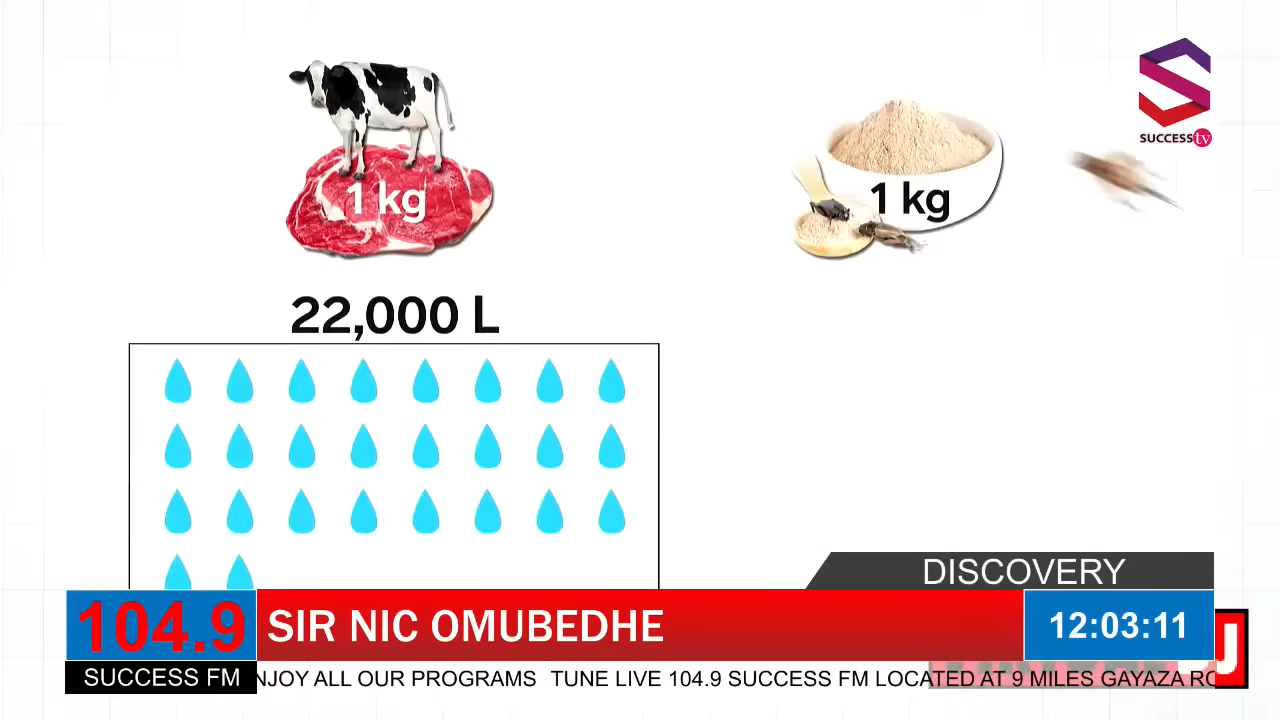 SUCCESS tv
1 kg
1 kg
22,000 L
DISCOVERY
104.9
SIR NIC OMUBEDHE
12:03:11
SUCCESS FM
NJOY ALL OUR PROGRAMS TUNE LIVE 104.9 SUCCESS FM LOCATED AT 9 MILES GAYAZA RO